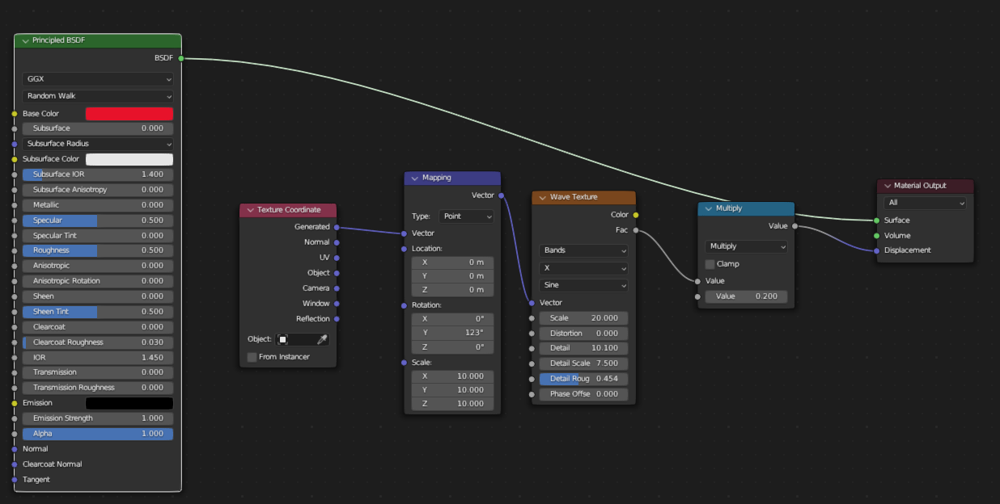 Principled BSDF
BSDF
GGX
Random Walk
Base Color
Subsurface 0.000
Subsurface Radius
Subsurface Color
Subsurface IOR 1.400
Subsurface Anisotropy 0.000
Metallic 0.000
Specular 0.500
Specular Tint 0.000
Roughness 0.500
Anisotropic 0.000
Anisotropic Rotation 0.000
Sheen 0.000
Sheen Tint 0.500
Clearcoat 0.000
Clearcoat Roughness 0.030
IOR 1.450
Transmission 0.000
Transmission Roughness 0.000
Emission
Emission Strength 1.000
Alpha 1.000
Normal
Clearcoat Normal
Tangent
Texture Coordinate
Generated
Normal
UV
Object
Camera
Window
Reflection
Object:
From Instancer
Mapping
Vector
Type: Point
Vector
Location:
X 0 m
Y 0 m
Z 0 m
Rotation:
X 0°
Y 123°
Z 0°
Scale:
X 10.000
Y 10.000
Z 10.000
Wave Texture
Color
Fac
Bands
X
Sine
Vector
Scale 20.000
Distortion 0.000
Detail 10.100
Detail Scale 7.500
Detail Roug 0.454
Phase Offse 0.000
Multiply
Value
Multiply
Clamp
Value
Value 0.200
Material Output
All
Surface
Volume
Displacement